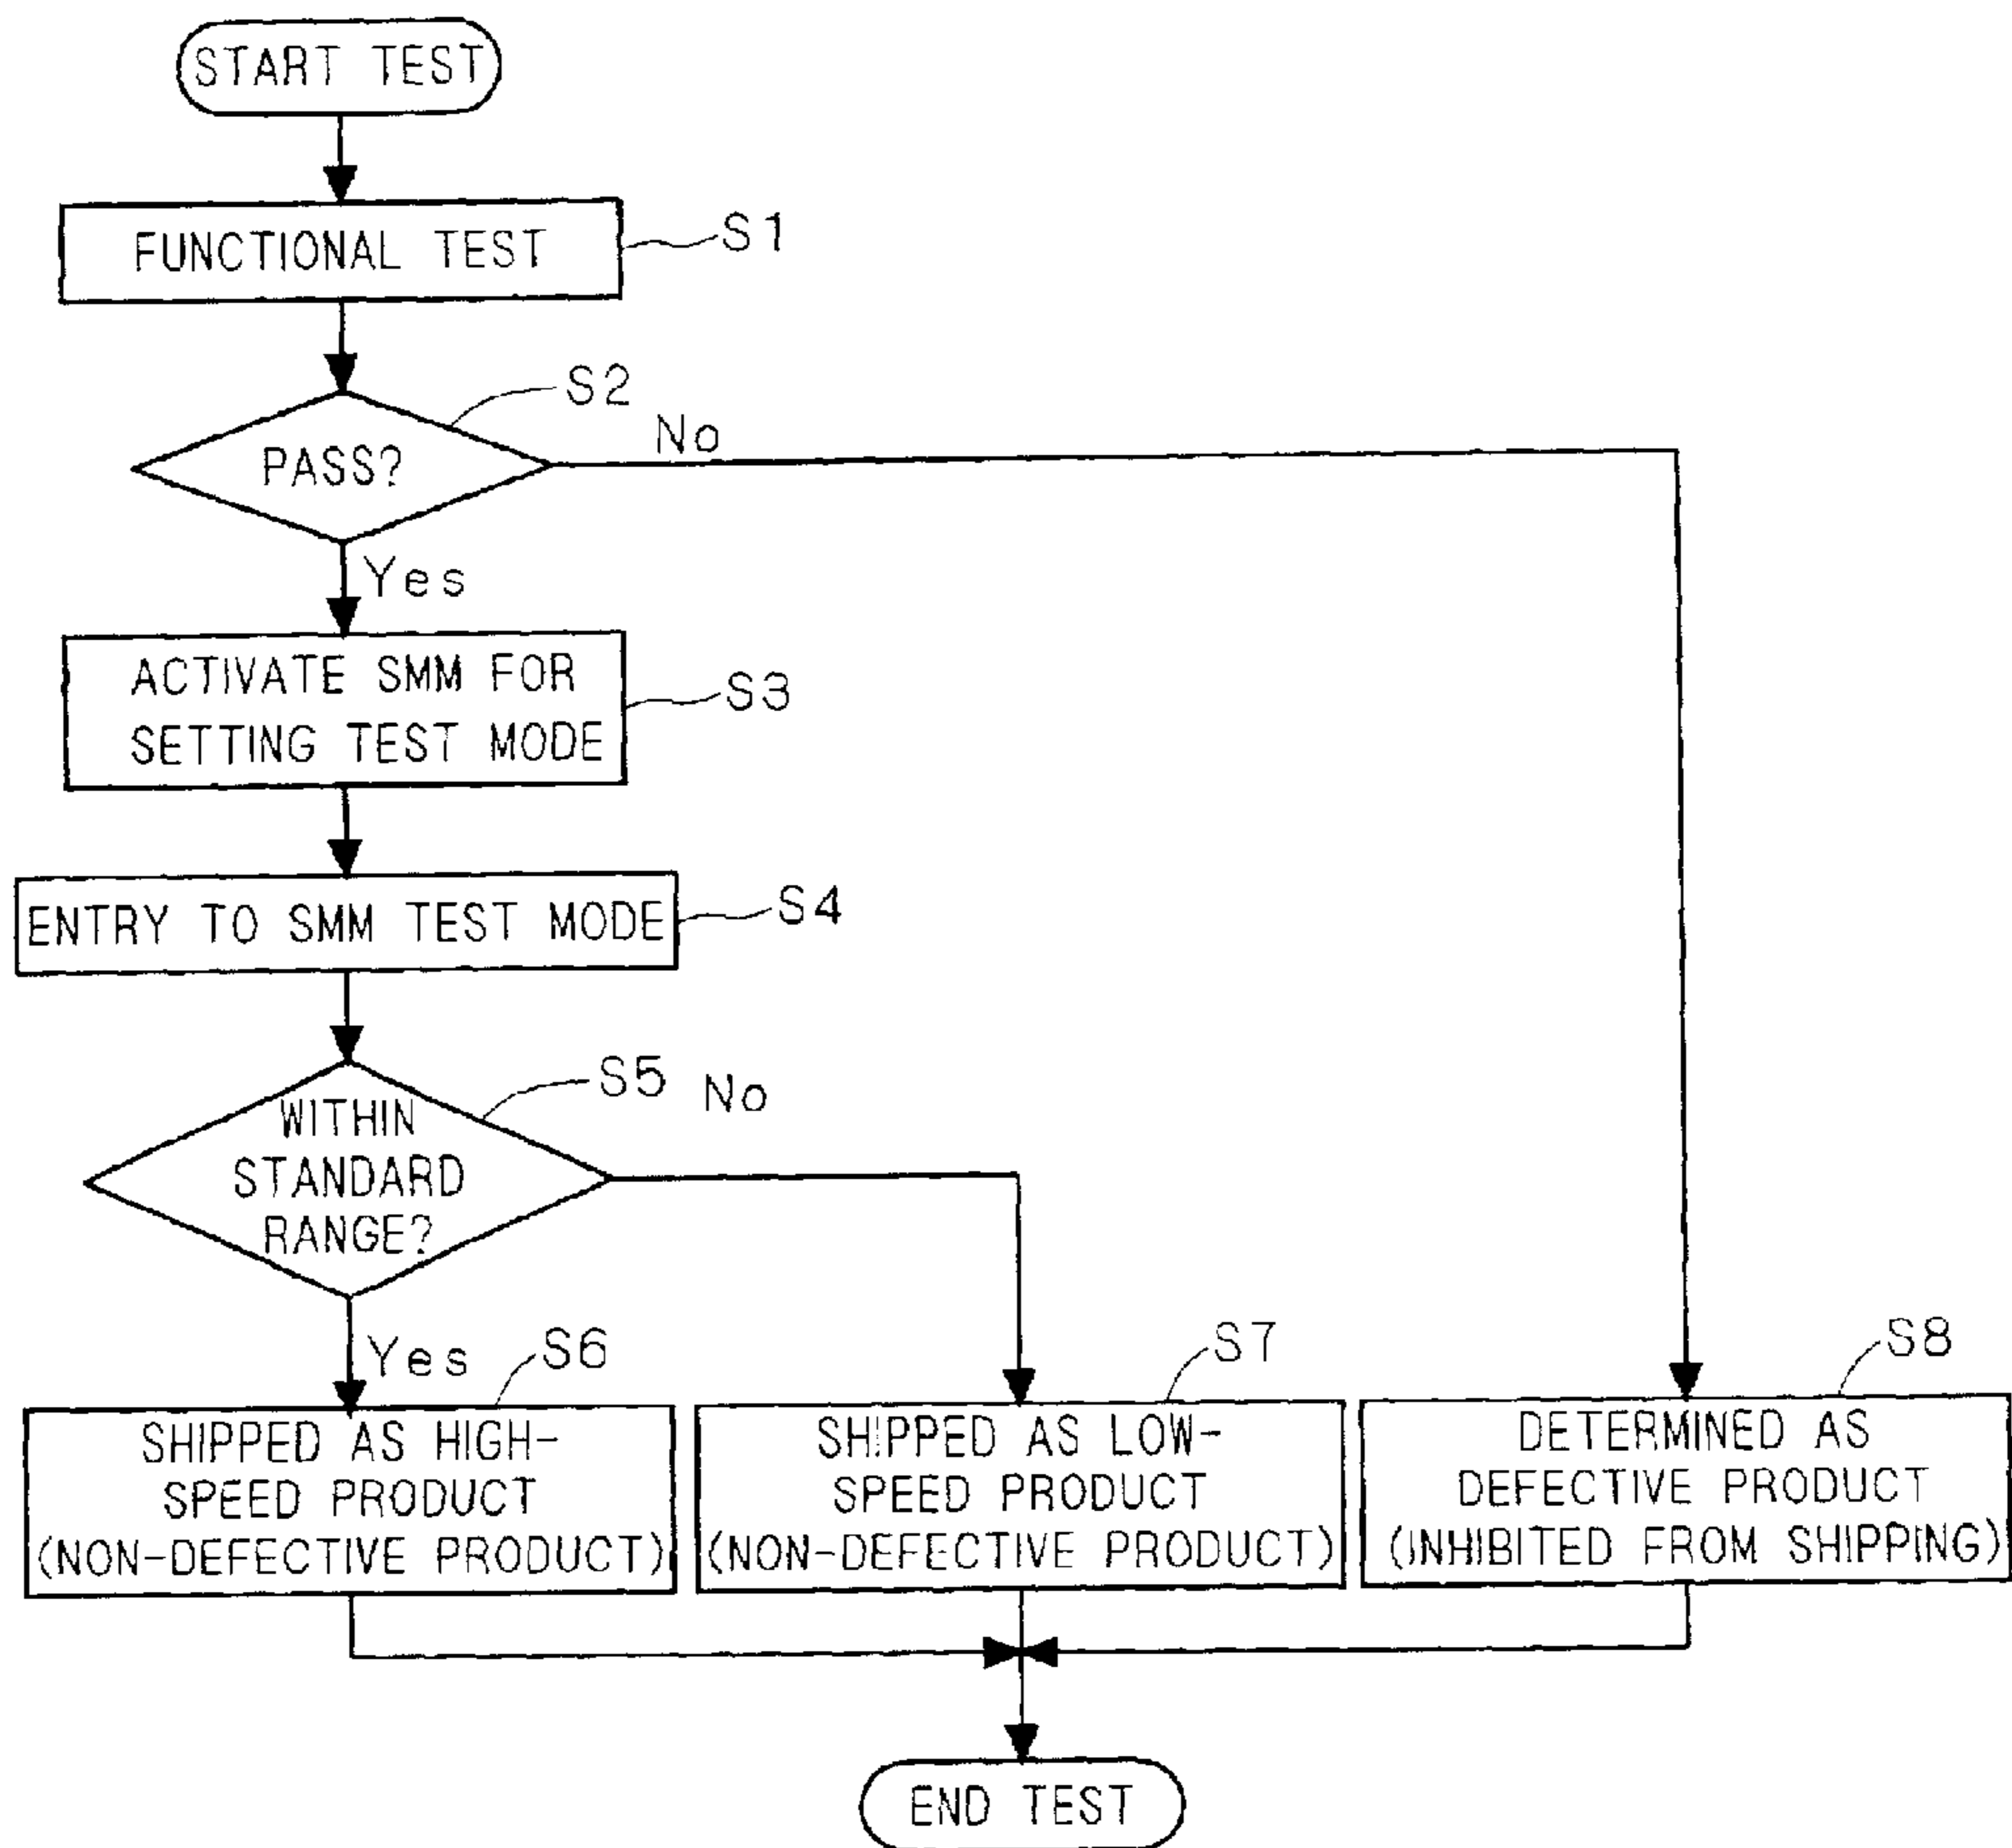 START TEST
FUNCTIONAL TEST
S1
S2
No
PASS?
Yes
ACTIVATE SMM FOR
SETTING TEST MODE
S3
ENTRY TO SMM TEST MODE
S4
S5
No
WITHIN
STANDARD
RANGE?
Yes
S6
S7
S8
SHIPPED AS HIGH-
SPEED PRODUCT
(NON-DEFECTIVE PRODUCT)
SHIPPED AS LOW-
SPEED PRODUCT
(NON-DEFECTIVE PRODUCT)
DETERMINED AS
DEFECTIVE PRODUCT
(INHIBITED FROM SHIPPING)
END TEST